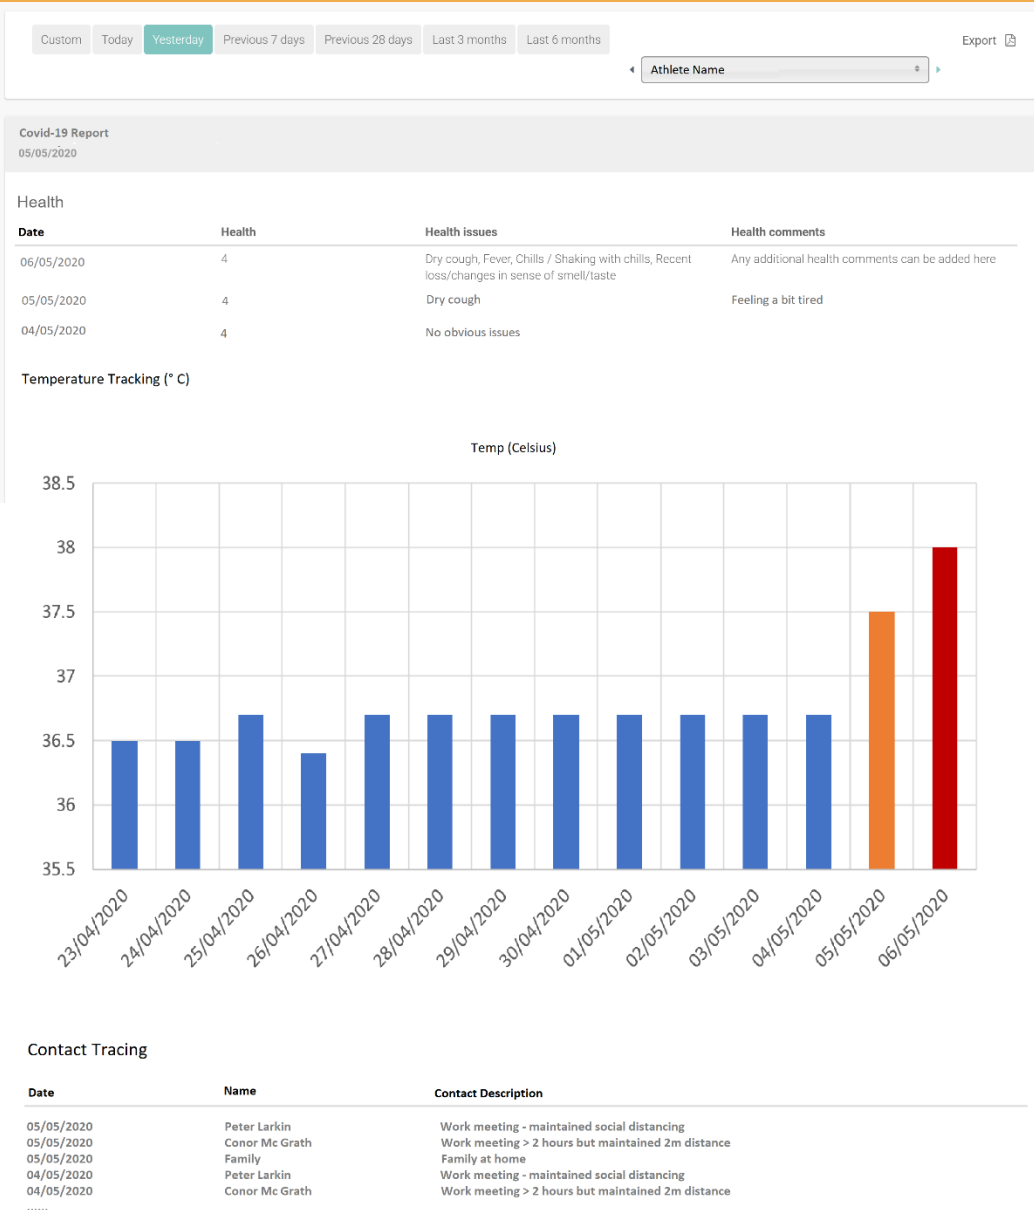 Custom Today Yesterday Previous 7 days Previous 28 days Last 3 months Last 6 months Export
Athlete Name
Covid-19 Report
05/05/2020
Health
Date Health Health issues Health comments
06/05/2020 4 Dry cough, Fever, Chills / Shaking with chills, Recent Any additional health comments can be added here
loss/changes in sense of smell/taste
05/05/2020 4 Dry cough Feeling a bit tired
04/05/2020 4 No obvious issues
Temperature Tracking (° C)
Temp (Celsius)
38.5
38
37.5
37
36.5
36
35.5
23/04/2020 24/04/2020 25/04/2020 26/04/2020 27/04/2020 28/04/2020 29/04/2020 30/04/2020 01/05/2020 02/05/2020 03/05/2020 04/05/2020 05/05/2020 06/05/2020
Contact Tracing
Date Name Contact Description
05/05/2020 Peter Larkin Work meeting - maintained social distancing
05/05/2020 Conor Mc Grath Work meeting > 2 hours but maintained 2m distance
05/05/2020 Family Family at home
04/05/2020 Peter Larkin Work meeting - maintained social distancing
04/05/2020 Conor Mc Grath Work meeting > 2 hours but maintained 2m distance
......